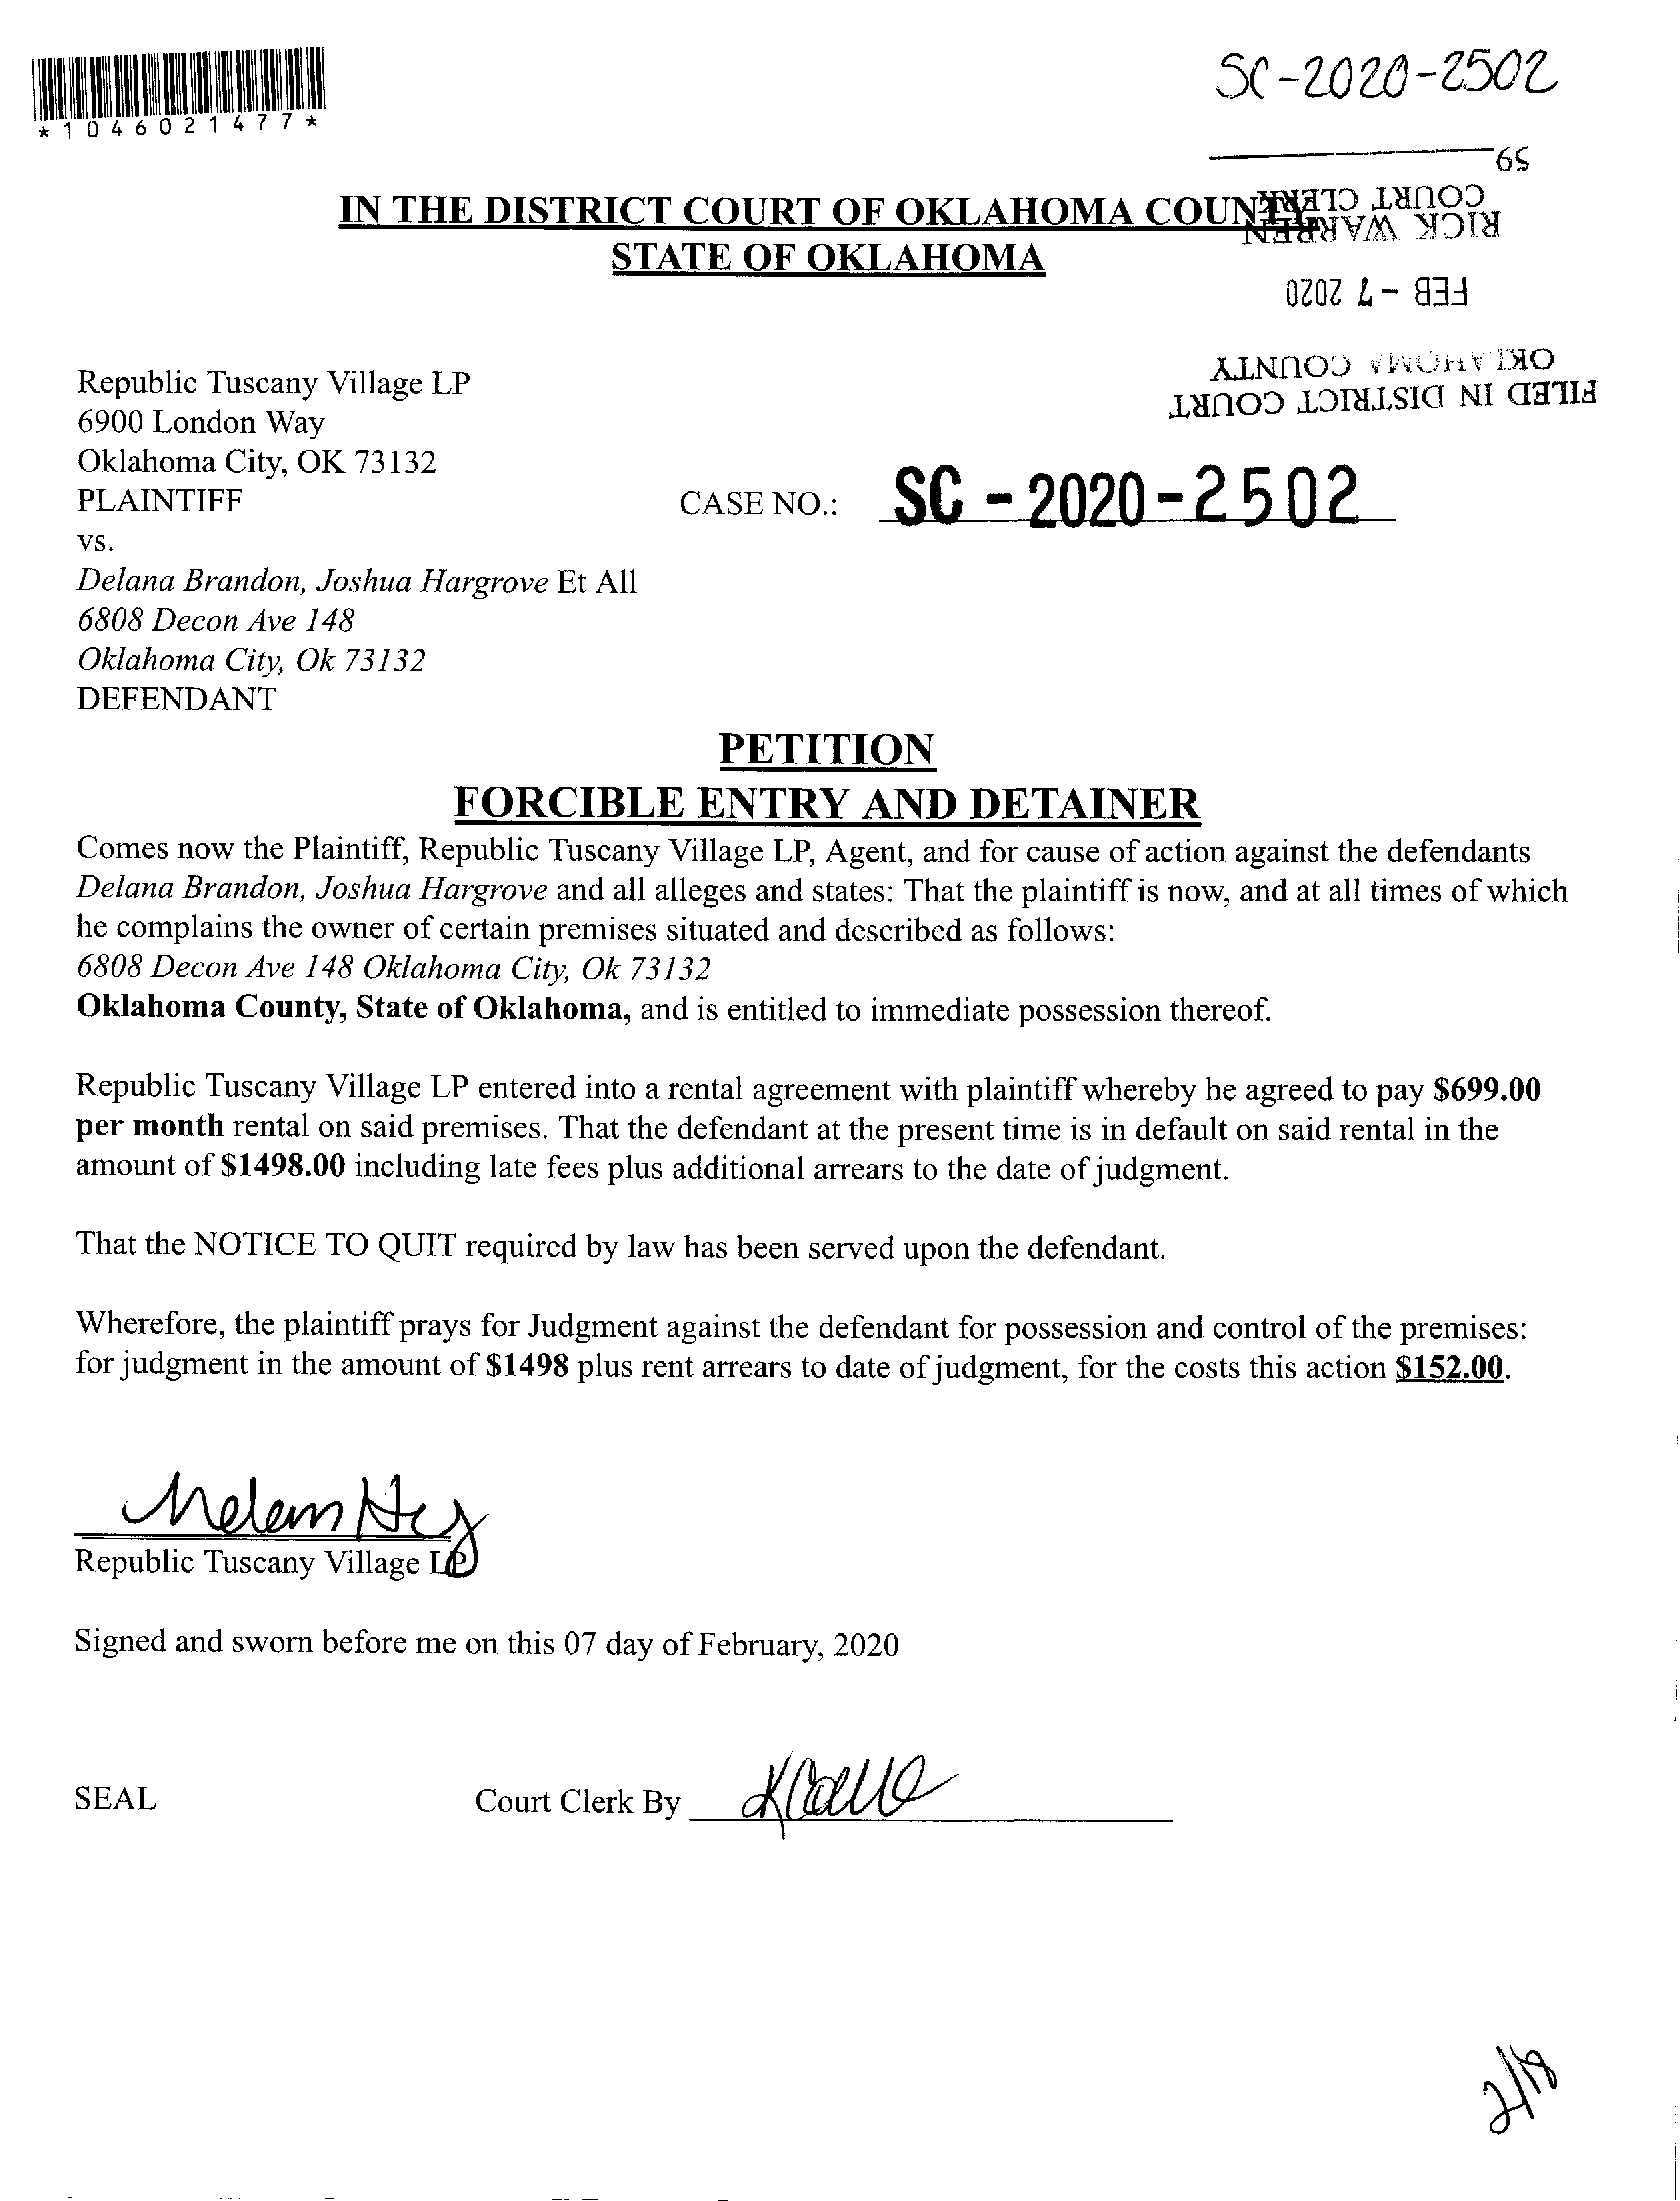 *1046021477*
SC-2020-2502
59
IN THE DISTRICT COURT OF OKLAHOMA COUNTY
STATE OF OKLAHOMA
FILED IN DISTRICT COURT
OKLAHOMA COUNTY
FEB - 7 2020
RICK WARREN
COURT CLERK
Republic Tuscany Village LP
6900 London Way
Oklahoma City, OK 73132
PLAINTIFF
CASE NO.: SC - 2020 - 2502
vs.
Delana Brandon, Joshua Hargrove Et All
6808 Decon Ave 148
Oklahoma City, Ok 73132
DEFENDANT
PETITION
FORCIBLE ENTRY AND DETAINER
Comes now the Plaintiff, Republic Tuscany Village LP, Agent, and for cause of action against the defendants
Delana Brandon, Joshua Hargrove and all alleges and states: That the plaintiff is now, and at all times of which
he complains the owner of certain premises situated and described as follows:
6808 Decon Ave 148 Oklahoma City, Ok 73132
Oklahoma County, State of Oklahoma, and is entitled to immediate possession thereof.
Republic Tuscany Village LP entered into a rental agreement with plaintiff whereby he agreed to pay $699.00
per month rental on said premises. That the defendant at the present time is in default on said rental in the
amount of $1498.00 including late fees plus additional arrears to the date of judgment.
That the NOTICE TO QUIT required by law has been served upon the defendant.
Wherefore, the plaintiff prays for Judgment against the defendant for possession and control of the premises:
for judgment in the amount of $1498 plus rent arrears to date of judgment, for the costs this action $152.00.
Republic Tuscany Village LP
Signed and sworn before me on this 07 day of February, 2020
SEAL
Court Clerk By
2/18